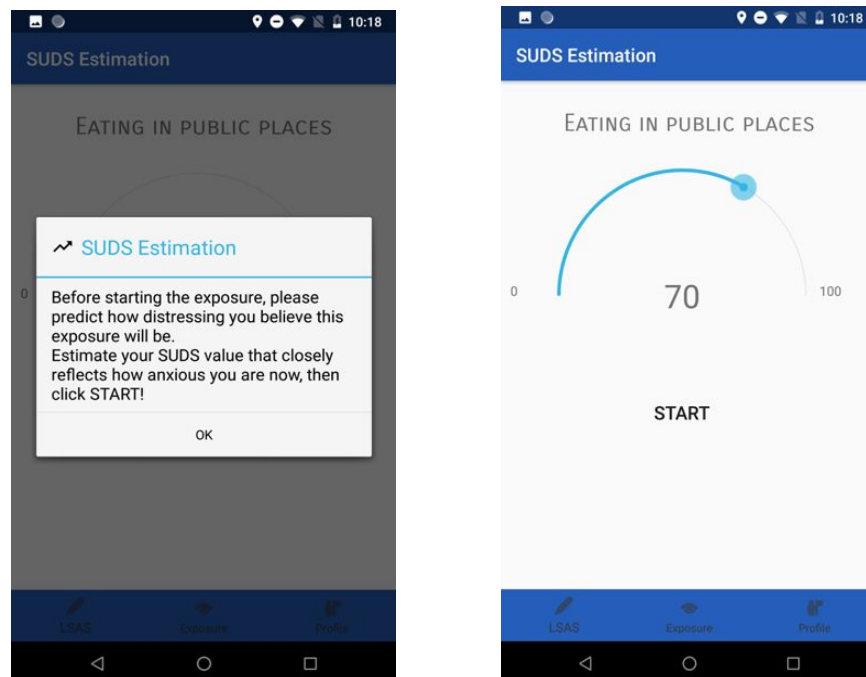 10:18
SUDS Estimation
EATING IN PUBLIC PLACES
SUDS Estimation
0
Before starting the exposure, please
predict how distressing you believe this
exposure will be.
Estimate your SUDS value that closely
reflects how anxious you are now, then
click START!
OK
LSAS Exposure Profile
10:18
SUDS Estimation
EATING IN PUBLIC PLACES
0 70 100
START
LSAS Exposure Profile